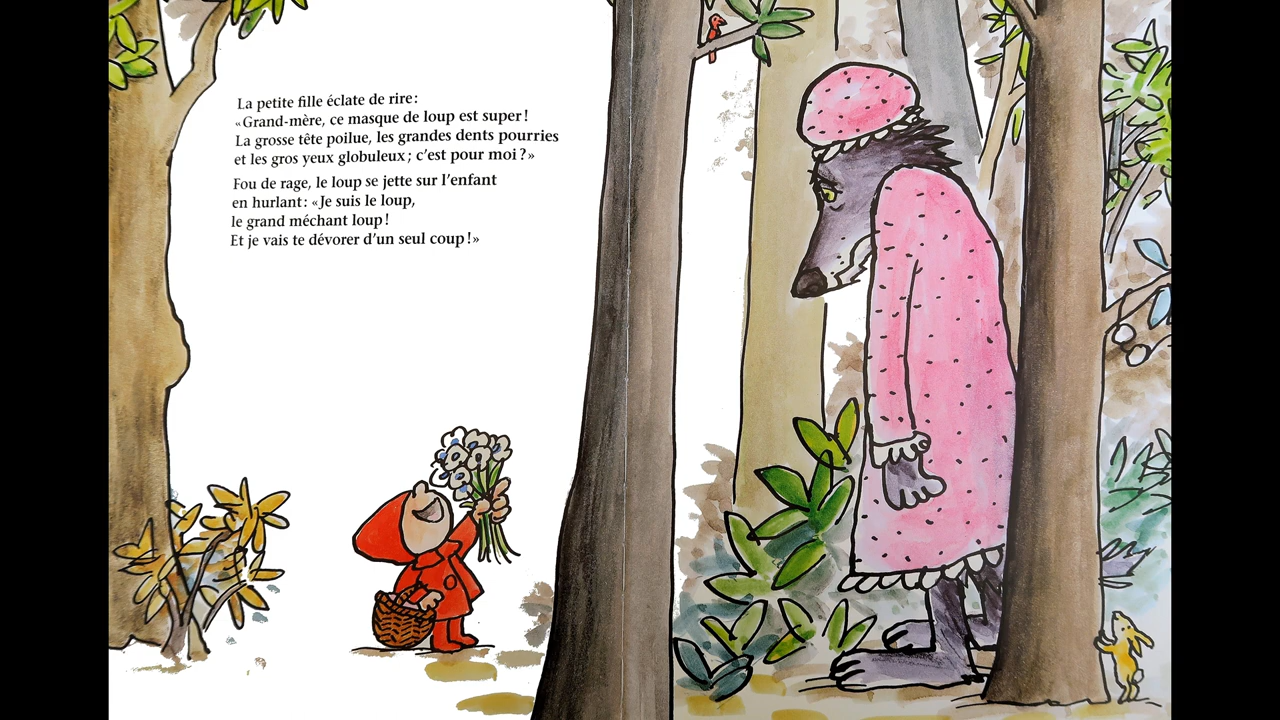 La petite fille éclate de rire :
« Grand-mère, ce masque de loup est super !
La grosse tête poilue, les grandes dents pourries
et les gros yeux globuleux ; c'est pour moi ? »
Fou de rage, le loup se jette sur l'enfant
en hurlant : « Je suis le loup,
le grand méchant loup !
Et je vais te dévorer d'un seul coup ! »